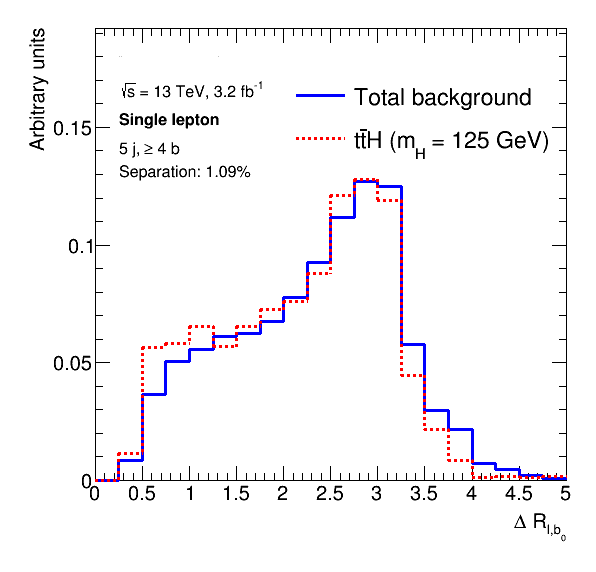 Arbitrary units
√s = 13 TeV, 3.2 fb⁻¹
Single lepton
5 j, ≥ 4 b
Separation: 1.09%
Total background
tt̄H (m_H = 125 GeV)
0.15
0.1
0.05
0
0 0.5 1 1.5 2 2.5 3 3.5 4 4.5 5
Δ R_{l,b_0}